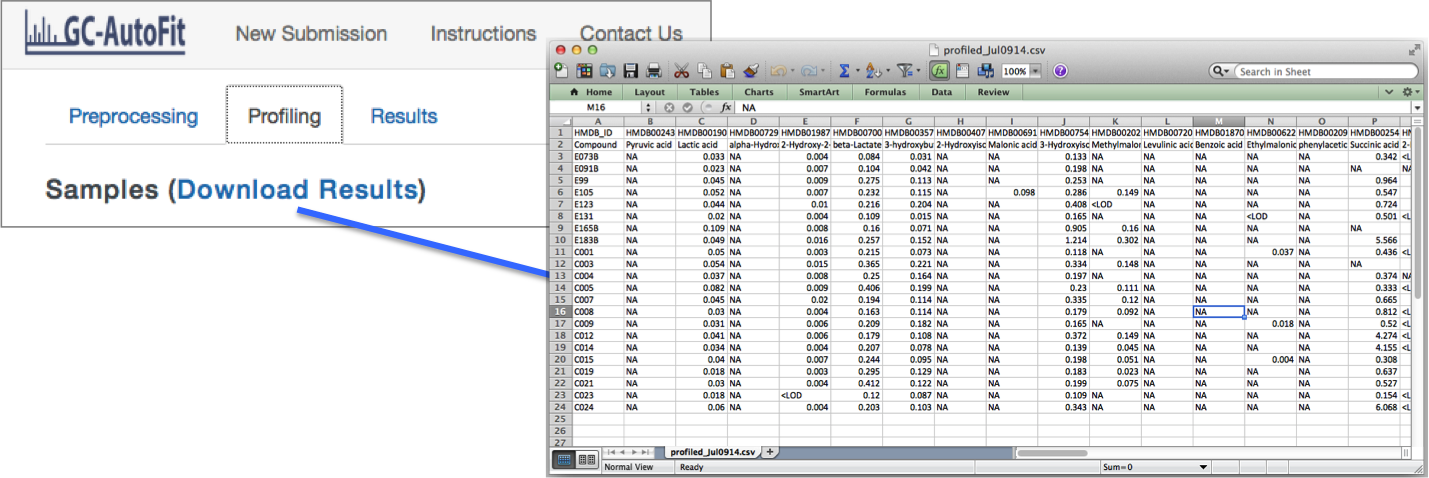 GC-AutoFit New Submission Instructions Contact Us
Preprocessing Profiling Results
Samples (Download Results)
profiled_Jul0914.csv
100% Search in Sheet
Home Layout Tables Charts SmartArt Formulas Data Review
M16 fx NA
A B C D E F G H I J K L M N O P
1 HMDB_ID HMDB00243 HMDB00190 HMDB00729 HMDB01987 HMDB00700 HMDB00357 HMDB00407 HMDB00691 HMDB00754 HMDB00202 HMDB00720 HMDB01870 HMDB00622 HMDB00209 HMDB00254
2 Compound Pyruvic acid Lactic acid alpha-Hydrox 2-Hydroxy-2- beta-Lactate 3-hydroxybu 2-Hydroxyisc Malonic acid 3-Hydroxyisc Methylmalor Levulinic acid Benzoic acid Ethylmalonic phenylacetic Succinic acid 2-
3 E073B NA 0.033 NA 0.004 0.084 0.031 NA NA 0.133 NA NA NA NA NA 0.342 <L
4 E091B NA 0.023 NA 0.007 0.104 0.042 NA NA 0.198 NA NA NA NA NA NA
5 E99 NA 0.045 NA 0.009 0.275 0.113 NA NA 0.253 NA NA NA NA NA 0.964
6 E105 NA 0.052 NA 0.007 0.232 0.115 NA 0.098 0.286 0.149 NA NA NA NA 0.547
7 E123 NA 0.044 NA 0.01 0.216 0.204 NA NA 0.408 <LOD NA NA NA NA 0.724
8 E131 NA 0.02 NA 0.004 0.109 0.015 NA NA 0.165 NA NA NA <LOD NA 0.501 <L
9 E165B NA 0.109 NA 0.008 0.16 0.071 NA NA 0.905 0.16 NA NA NA NA NA
10 E183B NA 0.049 NA 0.016 0.257 0.152 NA NA 1.214 0.302 NA NA NA NA 5.566
11 C001 NA 0.05 NA 0.003 0.215 0.073 NA NA 0.118 NA NA NA 0.037 NA 0.436 <L
12 C003 NA 0.054 NA 0.015 0.365 0.221 NA NA 0.334 0.148 NA NA NA NA NA
13 C004 NA 0.037 NA 0.008 0.25 0.164 NA NA 0.197 NA NA NA NA NA 0.374 NA
14 C005 NA 0.082 NA 0.009 0.406 0.199 NA NA 0.23 0.111 NA NA NA NA 0.333 <L
15 C007 NA 0.045 NA 0.02 0.194 0.114 NA NA 0.335 0.12 NA NA NA NA 0.665
16 C008 NA 0.03 NA 0.004 0.163 0.114 NA NA 0.179 0.092 NA NA NA NA 0.812 <L
17 C009 NA 0.031 NA 0.006 0.209 0.182 NA NA 0.165 NA NA NA 0.018 NA 0.52 <L
18 C012 NA 0.041 NA 0.006 0.179 0.108 NA NA 0.372 0.149 NA NA NA NA 4.274 <L
19 C014 NA 0.034 NA 0.004 0.207 0.078 NA NA 0.139 0.045 NA NA NA NA 4.155 <L
20 C015 NA 0.04 NA 0.007 0.244 0.095 NA NA 0.198 0.051 NA NA 0.004 NA 0.308
21 C019 NA 0.018 NA 0.003 0.295 0.129 NA NA 0.183 0.023 NA NA NA NA 0.637
22 C021 NA 0.03 NA 0.004 0.412 0.122 NA NA 0.199 0.075 NA NA NA NA 0.527
23 C023 NA 0.018 NA <LOD 0.12 0.087 NA NA 0.109 NA NA NA NA NA 0.154 <L
24 C024 NA 0.06 NA 0.004 0.203 0.103 NA NA 0.343 NA NA NA NA NA 6.068 <L
25
26
27
profiled_Jul0914.csv
Normal View Ready Sum=0